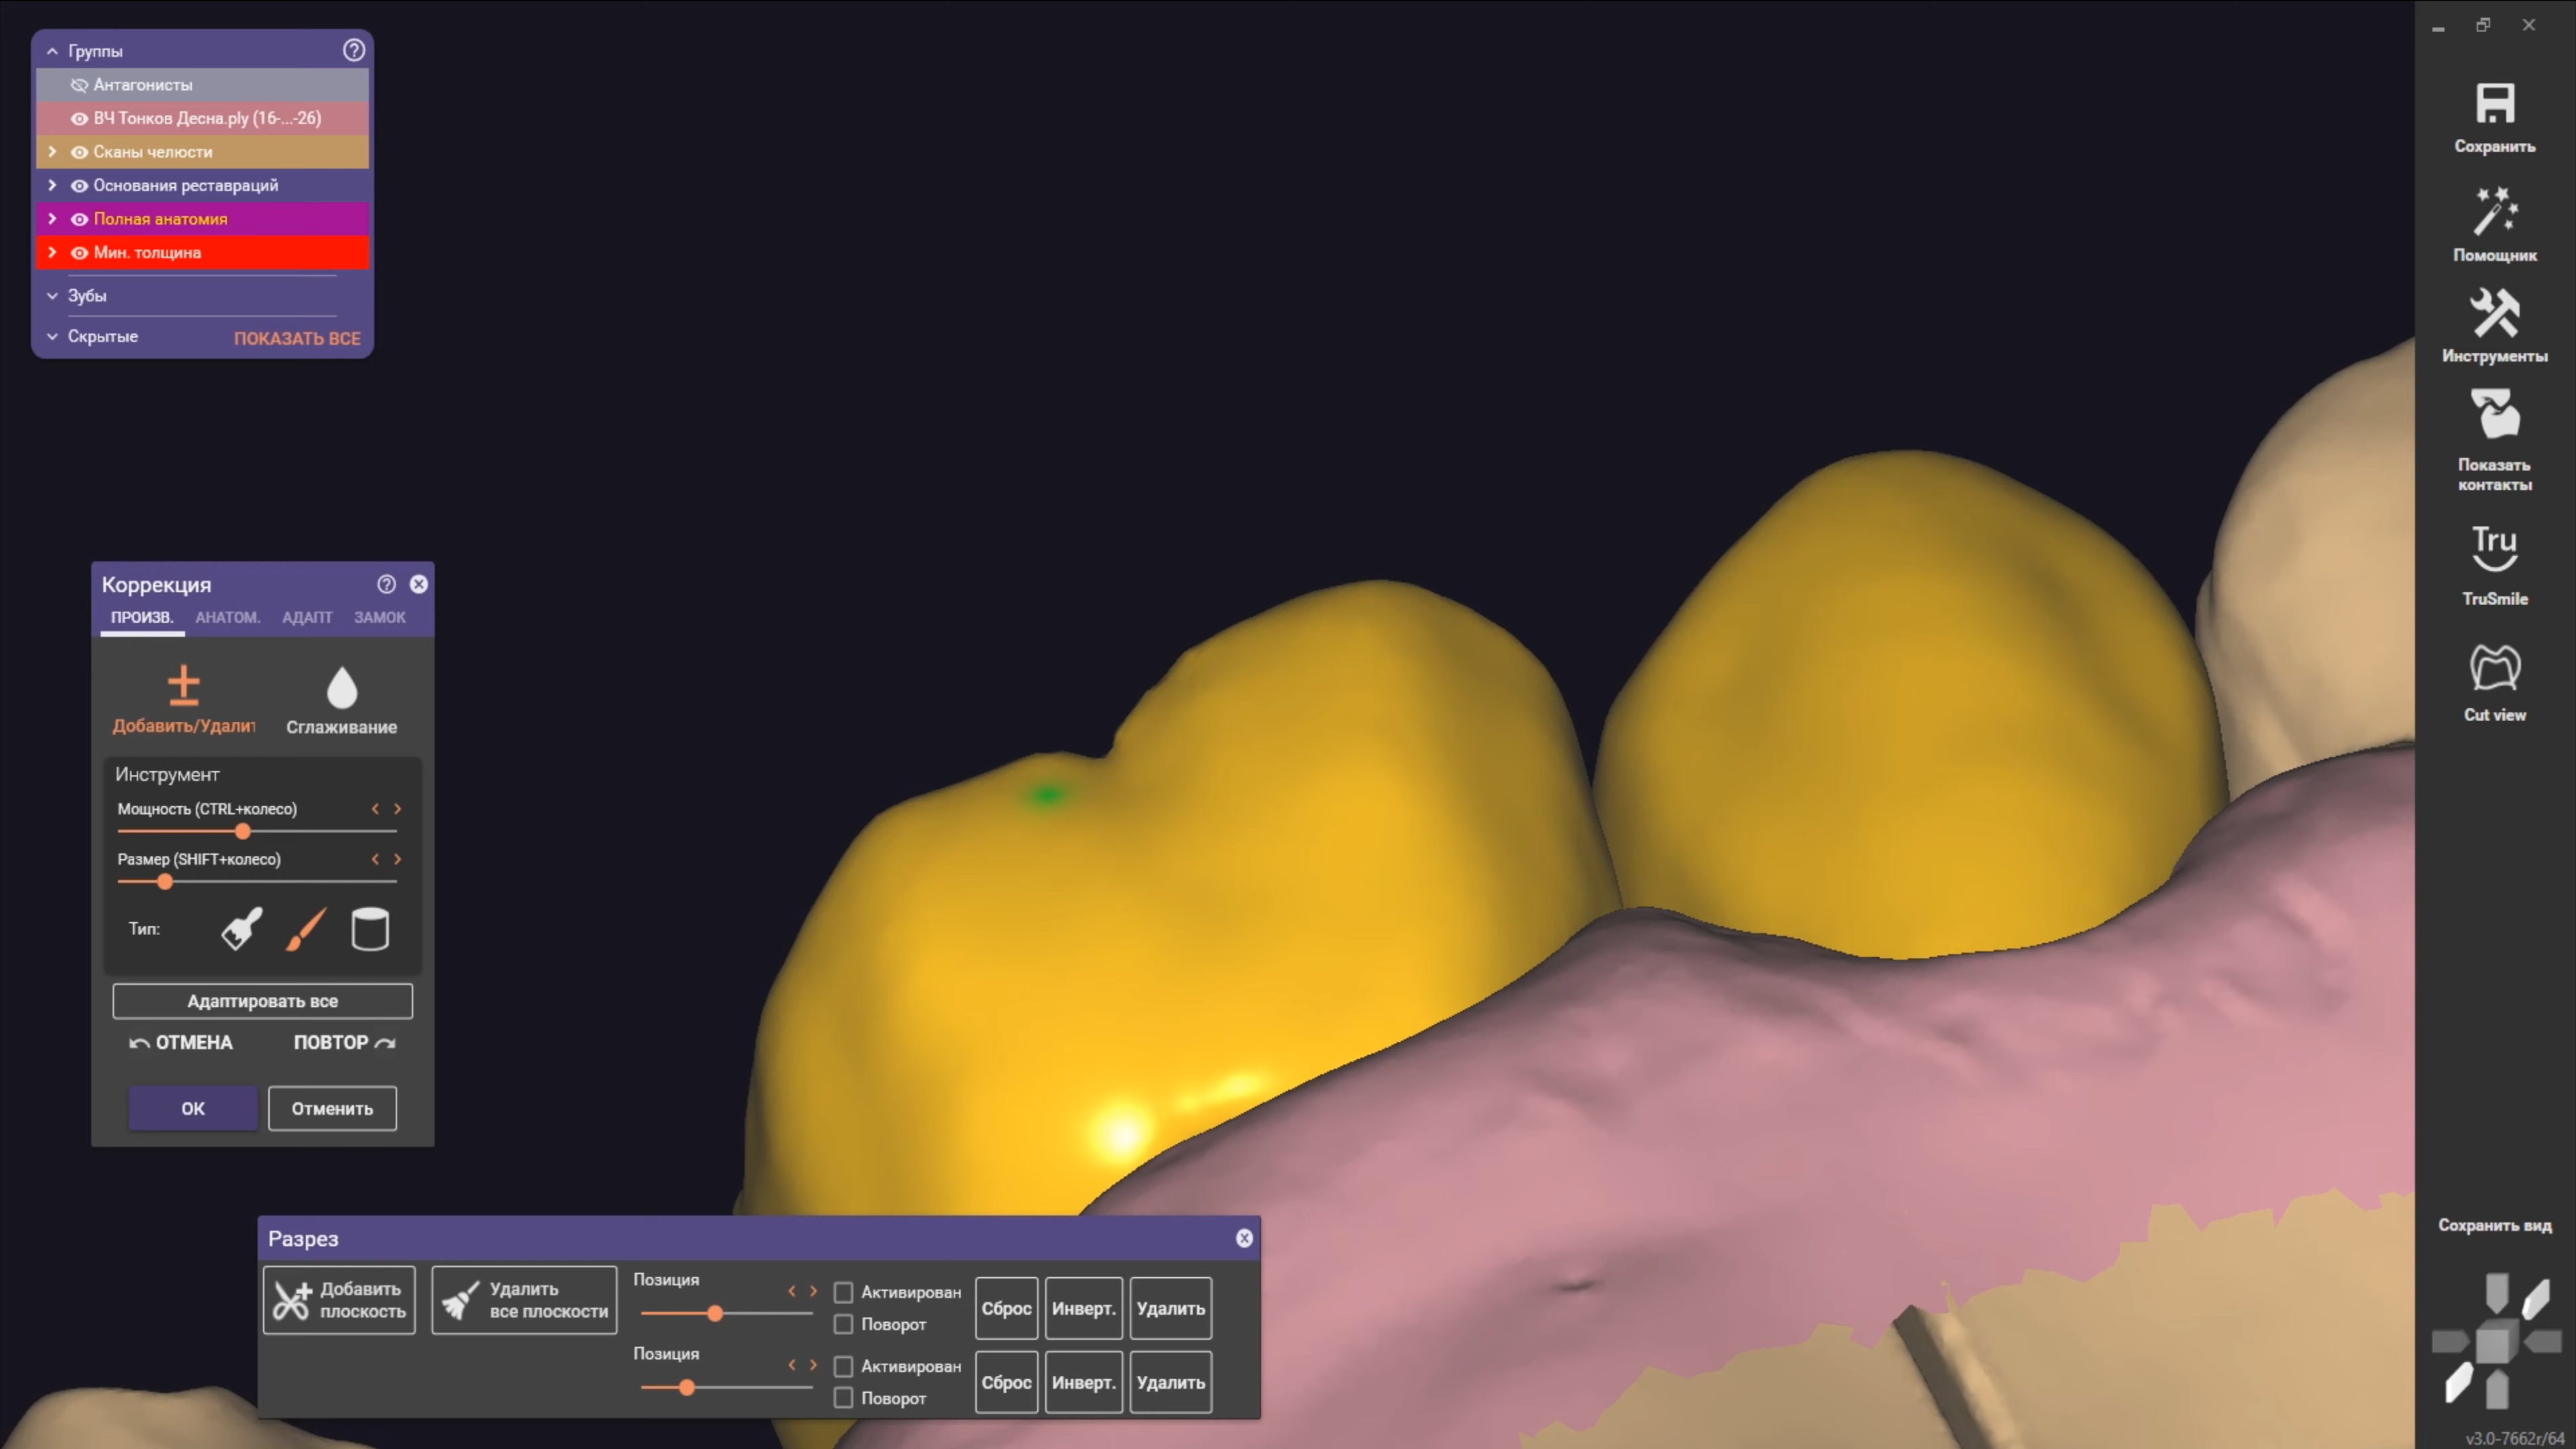 Группы
Антагонисты
ВЧ Тонков Десна.ply (16-...-26)
Сканы челюсти
Основания реставраций
Полная анатомия
Мин. толщина
Зубы
Скрытые ПОКАЗАТЬ ВСЕ
Коррекция
ПРОИЗВ. АНАТОМ. АДАПТ ЗАМОК
Добавить/Удалит Сглаживание
Инструмент
Мощность (CTRL+колесо)
Размер (SHIFT+колесо)
Тип:
Адаптировать все
ОТМЕНА ПОВТОР
ОК Отменить
Разрез
Добавить
плоскость
Удалить
все плоскости
Позиция
Активирован
Поворот
Сброс Инверт. Удалить
Позиция
Активирован
Поворот
Сброс Инверт. Удалить
Сохранить
Помощник
Инструменты
Показать
контакты
Tru
TruSmile
Cut view
Сохранить вид
v3.0-7662r/64